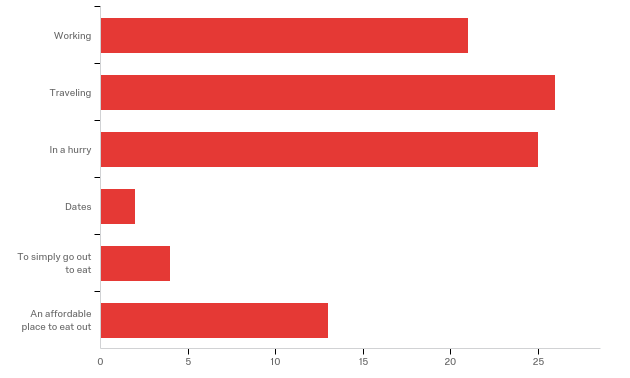 Working
Traveling
In a hurry
Dates
To simply go out
to eat
An affordable
place to eat out
0 5 10 15 20 25